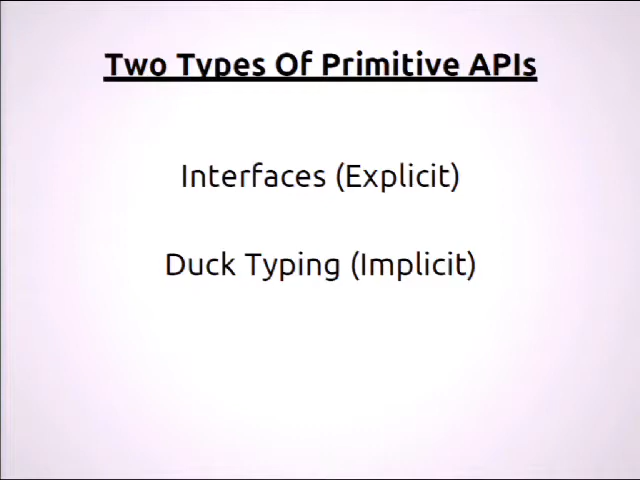 Two Types Of Primitive APIs
Interfaces (Explicit)
Duck Typing (Implicit)